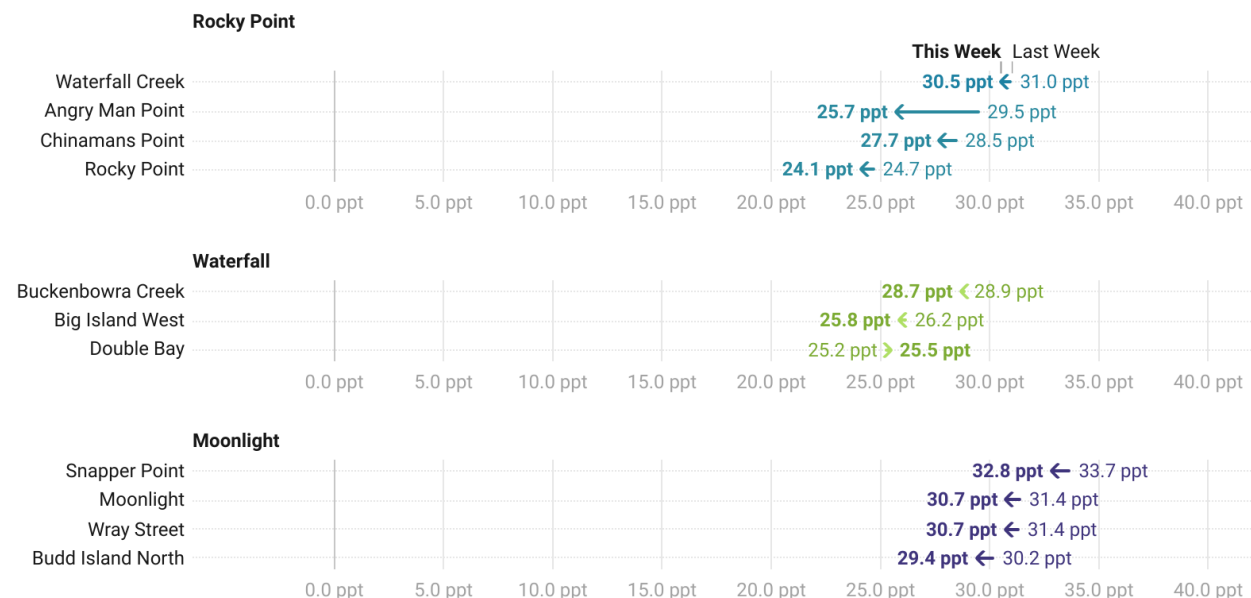 Rocky Point
This Week Last Week
Waterfall Creek 30.5 ppt 31.0 ppt
Angry Man Point 25.7 ppt 29.5 ppt
Chinamans Point 27.7 ppt 28.5 ppt
Rocky Point 24.1 ppt 24.7 ppt
0.0 ppt 5.0 ppt 10.0 ppt 15.0 ppt 20.0 ppt 25.0 ppt 30.0 ppt 35.0 ppt 40.0 ppt
Waterfall
Buckenbowra Creek 28.7 ppt 28.9 ppt
Big Island West 25.8 ppt 26.2 ppt
Double Bay 25.2 ppt 25.5 ppt
0.0 ppt 5.0 ppt 10.0 ppt 15.0 ppt 20.0 ppt 25.0 ppt 30.0 ppt 35.0 ppt 40.0 ppt
Moonlight
Snapper Point 32.8 ppt 33.7 ppt
Moonlight 30.7 ppt 31.4 ppt
Wray Street 30.7 ppt 31.4 ppt
Budd Island North 29.4 ppt 30.2 ppt
0.0 ppt 5.0 ppt 10.0 ppt 15.0 ppt 20.0 ppt 25.0 ppt 30.0 ppt 35.0 ppt 40.0 ppt